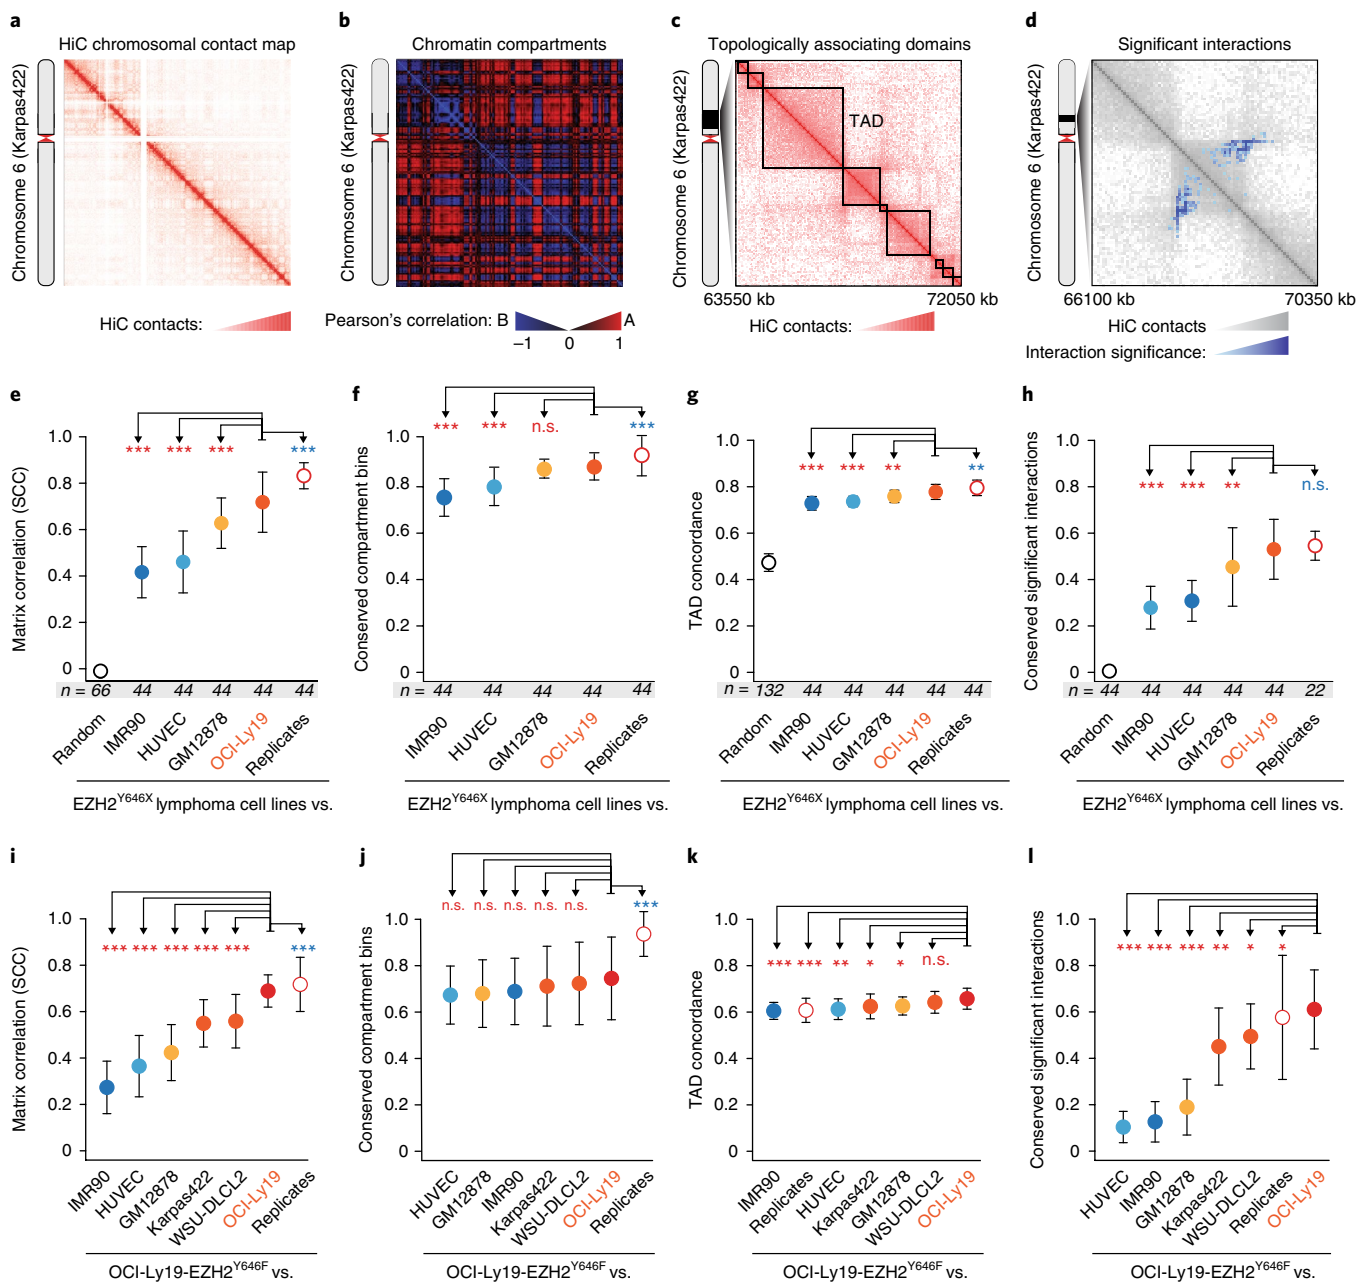 a
HiC chromosomal contact map
Chromosome 6 (Karpas422)
HiC contacts:
b
Chromatin compartments
Chromosome 6 (Karpas422)
Pearson's correlation: B
A
−1 0 1
c
Topologically associating domains
Chromosome 6 (Karpas422)
TAD
63550 kb 72050 kb
HiC contacts:
d
Significant interactions
Chromosome 6 (Karpas422)
66100 kb 70350 kb
HiC contacts
Interaction significance:
e
Matrix correlation (SCC)
1.0
0.8
0.6
0.4
0.2
0
*** *** *** ***
n = 66 44 44 44 44 44
Random IMR90 HUVEC GM12878 OCI-Ly19 Replicates
EZH2Y646X lymphoma cell lines vs.
f
Conserved compartment bins
1.0
0.8
0.6
0.4
0.2
0
*** *** n.s. ***
n = 44 44 44 44 44
IMR90 HUVEC GM12878 OCI-Ly19 Replicates
EZH2Y646X lymphoma cell lines vs.
g
TAD concordance
1.0
0.8
0.6
0.4
0.2
0
*** *** ** **
n = 132 44 44 44 44 44
Random IMR90 HUVEC GM12878 OCI-Ly19 Replicates
EZH2Y646X lymphoma cell lines vs.
h
Conserved significant interactions
1.0
0.8
0.6
0.4
0.2
0
*** *** ** n.s.
n = 44 44 44 44 44 22
Random IMR90 HUVEC GM12878 OCI-Ly19 Replicates
EZH2Y646X lymphoma cell lines vs.
i
Matrix correlation (SCC)
1.0
0.8
0.6
0.4
0.2
0
*** *** *** *** *** ***
IMR90 HUVEC GM12878 Karpas422 WSU-DLCL2 OCI-Ly19 Replicates
OCI-Ly19-EZH2Y646F vs.
j
Conserved compartment bins
1.0
0.8
0.6
0.4
0.2
0
n.s. n.s. n.s. n.s. n.s. ***
HUVEC GM12878 IMR90 Karpas422 WSU-DLCL2 OCI-Ly19 Replicates
OCI-Ly19-EZH2Y646F vs.
k
TAD concordance
1.0
0.8
0.6
0.4
0.2
0
*** *** ** * * n.s.
IMR90 Replicates HUVEC Karpas422 GM12878 WSU-DLCL2 OCI-Ly19
OCI-Ly19-EZH2Y646F vs.
l
Conserved significant interactions
1.0
0.8
0.6
0.4
0.2
0
*** *** *** ** * *
HUVEC IMR90 GM12878 Karpas422 WSU-DLCL2 Replicates OCI-Ly19
OCI-Ly19-EZH2Y646F vs.